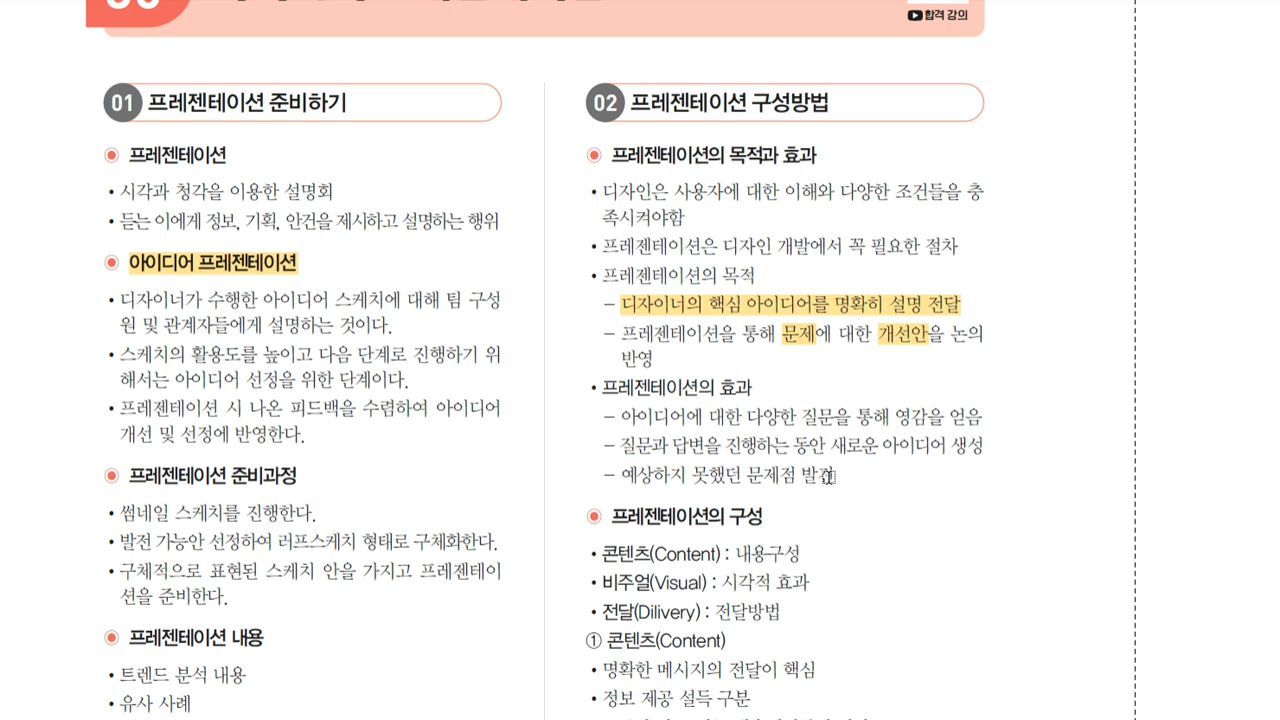 합격 강의
01 프레젠테이션 준비하기
프레젠테이션
• 시각과 청각을 이용한 설명회
• 듣는 이에게 정보, 기획, 안건을 제시하고 설명하는 행위
아이디어 프레젠테이션
• 디자이너가 수행한 아이디어 스케치에 대해 팀 구성
원 및 관계자들에게 설명하는 것이다.
• 스케치의 활용도를 높이고 다음 단계로 진행하기 위
해서는 아이디어 선정을 위한 단계이다.
• 프레젠테이션 시 나온 피드백을 수렴하여 아이디어
개선 및 선정에 반영한다.
프레젠테이션 준비과정
• 썸네일 스케치를 진행한다.
• 발전 가능안 선정하여 러프스케치 형태로 구체화한다.
• 구체적으로 표현된 스케치 안을 가지고 프레젠테이
션을 준비한다.
프레젠테이션 내용
• 트렌드 분석 내용
• 유사 사례
02 프레젠테이션 구성방법
프레젠테이션의 목적과 효과
• 디자인은 사용자에 대한 이해와 다양한 조건들을 충
족시켜야함
• 프레젠테이션은 디자인 개발에서 꼭 필요한 절차
• 프레젠테이션의 목적
– 디자이너의 핵심 아이디어를 명확히 설명 전달
– 프레젠테이션을 통해 문제에 대한 개선안을 논의
반영
• 프레젠테이션의 효과
– 아이디어에 대한 다양한 질문을 통해 영감을 얻음
– 질문과 답변을 진행하는 동안 새로운 아이디어 생성
– 예상하지 못했던 문제점
프레젠테이션의 구성
• 콘텐츠(Content) : 내용구성
• 비주얼(Visual) : 시각적 효과
• 전달(Dilivery) : 전달방법
① 콘텐츠(Content)
• 명확한 메시지의 전달이 핵심
• 정보 제공 설득 구분